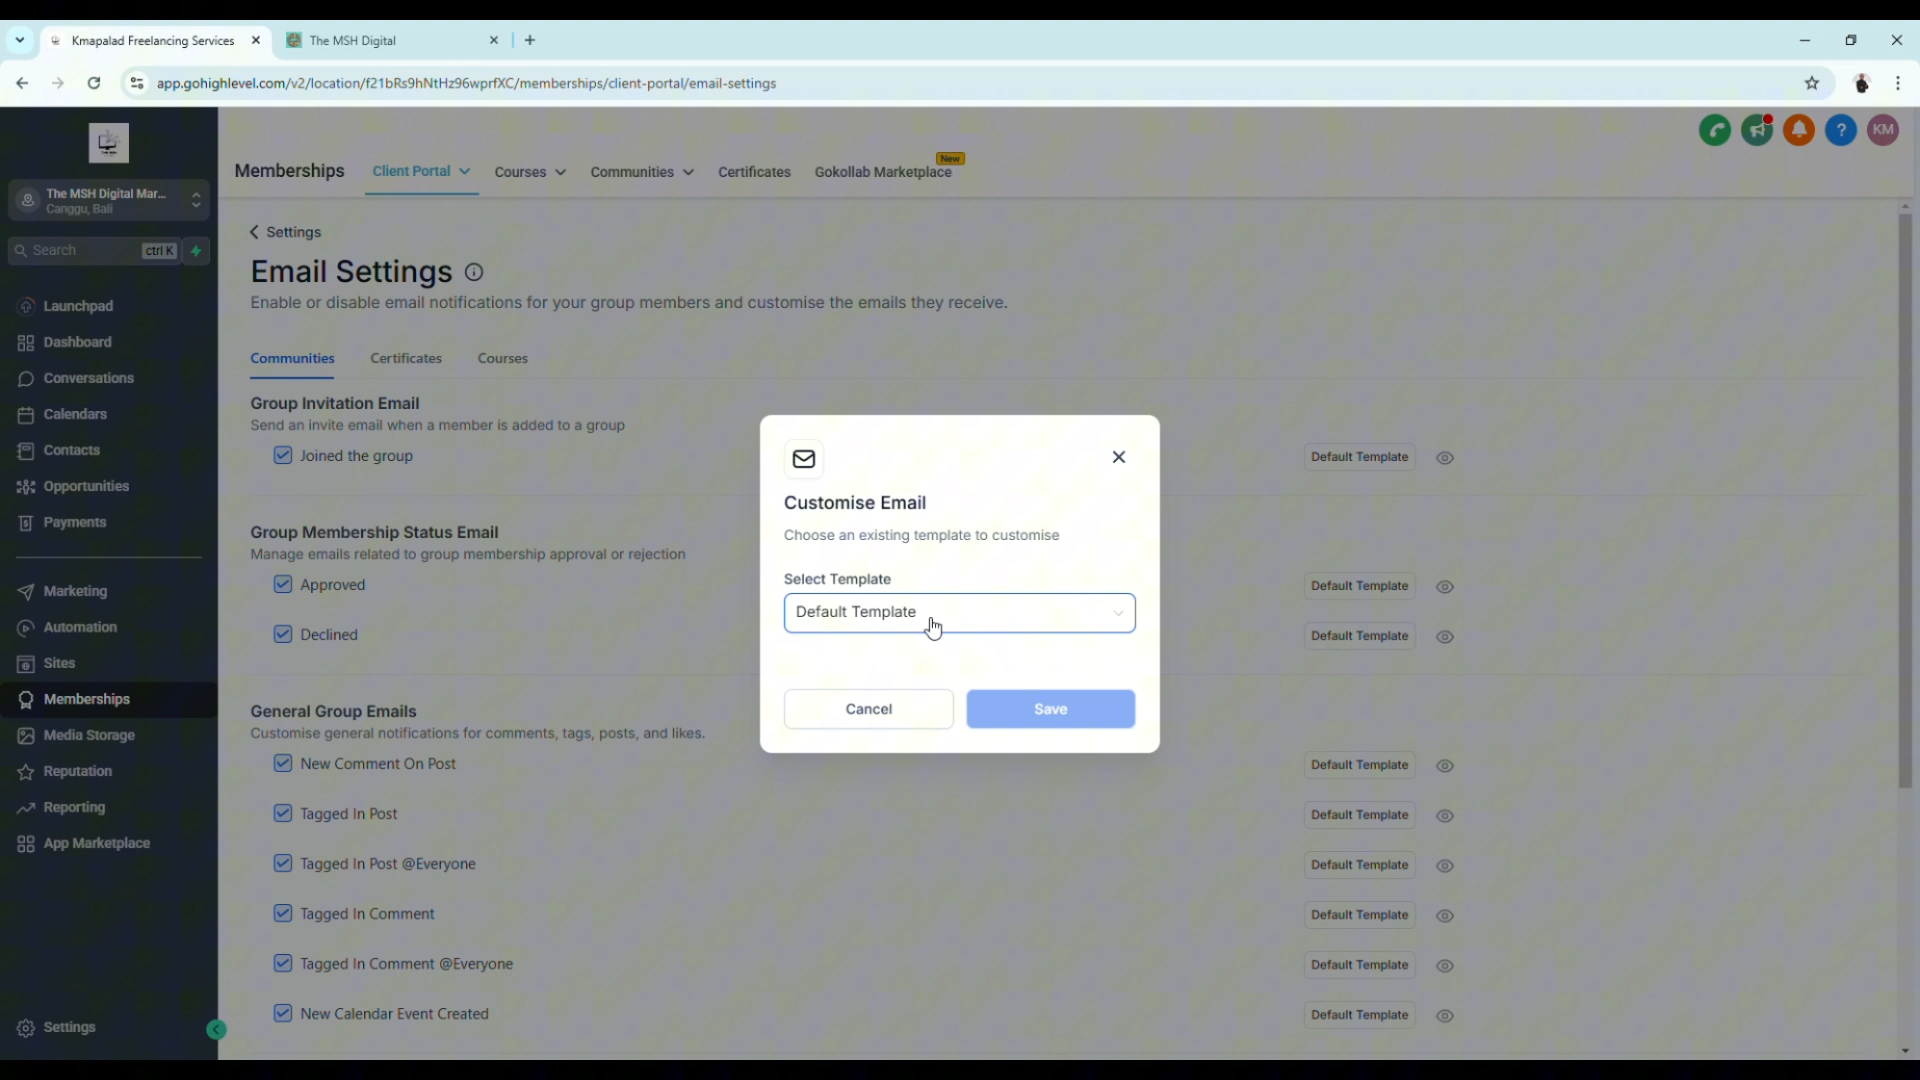 Kmapalad Freelancing Services
The MSH Digital
app.gohighlevel.com/v2/location/f21bRs9hNtHz96wprfXC/memberships/client-portal/email-settings
The MSH Digital Mar...
Canggu, Bali
Search
ctrl K
Launchpad
Dashboard
Conversations
Calendars
Contacts
Opportunities
Payments
Marketing
Automation
Sites
Memberships
Media Storage
Reputation
Reporting
App Marketplace
Settings
Memberships
Client Portal
Courses
Communities
Certificates
Gokollab Marketplace
New
KM
Settings
Email Settings
Enable or disable email notifications for your group members and customise the emails they receive.
Communities
Certificates
Courses
Group Invitation Email
Send an invite email when a member is added to a group
Joined the group
Default Template
Group Membership Status Email
Manage emails related to group membership approval or rejection
Approved
Default Template
Declined
Default Template
General Group Emails
Customise general notifications for comments, tags, posts, and likes.
New Comment On Post
Default Template
Tagged In Post
Default Template
Tagged In Post @Everyone
Default Template
Tagged In Comment
Default Template
Tagged In Comment @Everyone
Default Template
New Calendar Event Created
Default Template
Customise Email
Choose an existing template to customise
Select Template
Default Template
Cancel
Save